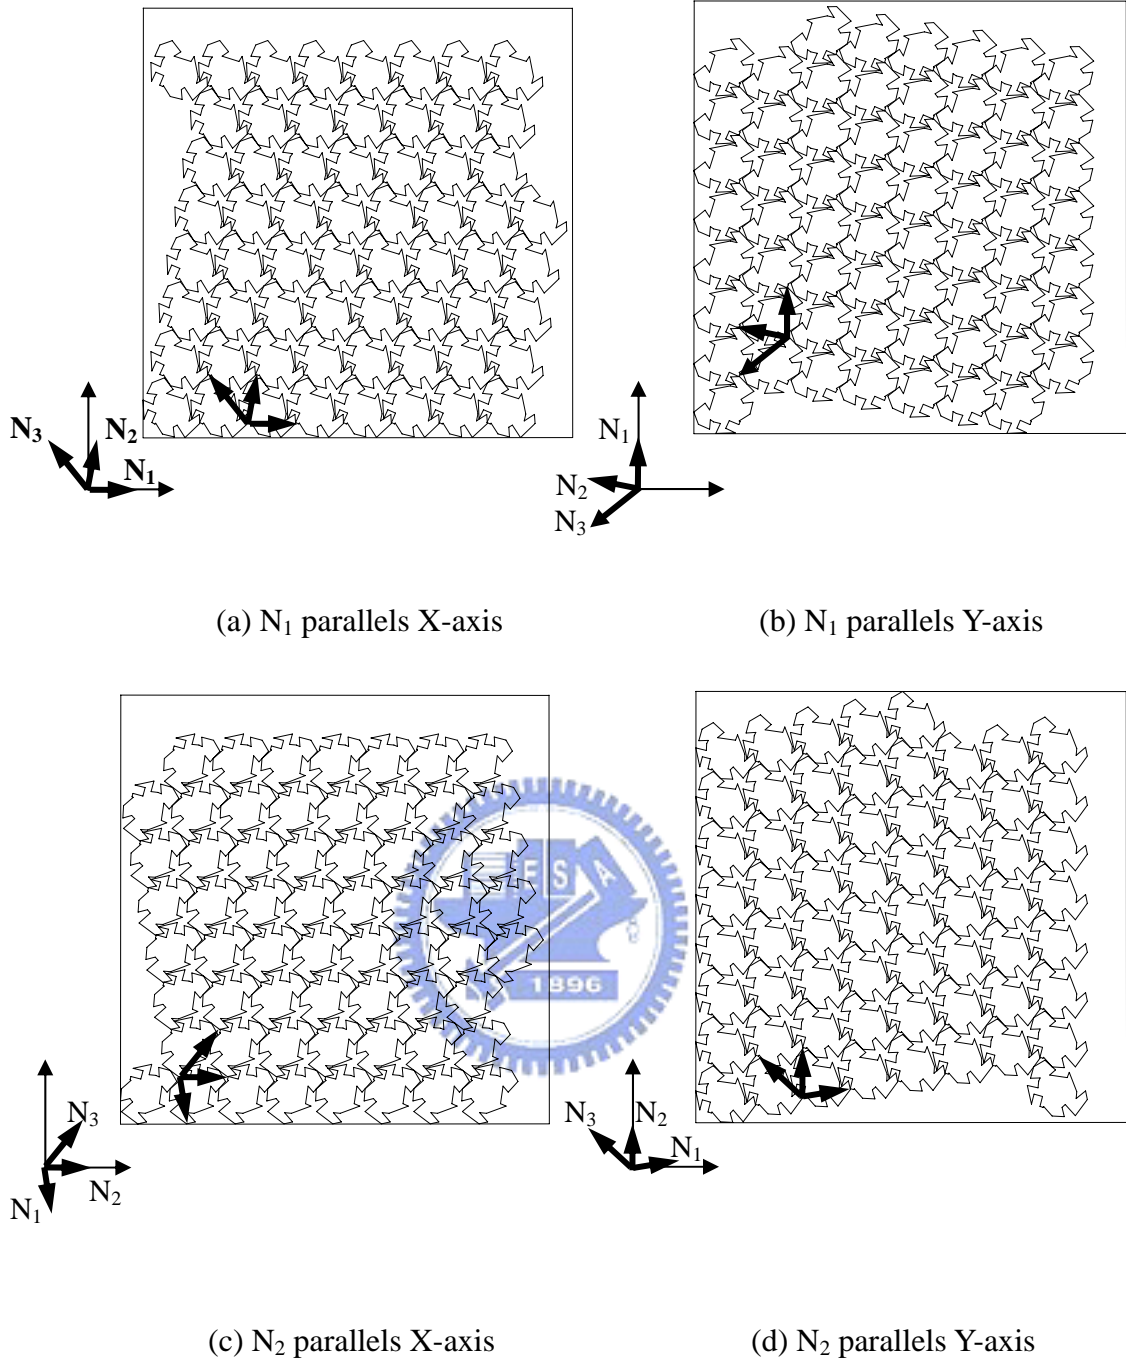 N3
N2
N1
N1
N2
N3
(a) N1 parallels X-axis
(b) N1 parallels Y-axis
E S A
1896
N3
N2
N1
N3
N2
N1
(c) N2 parallels X-axis
(d) N2 parallels Y-axis